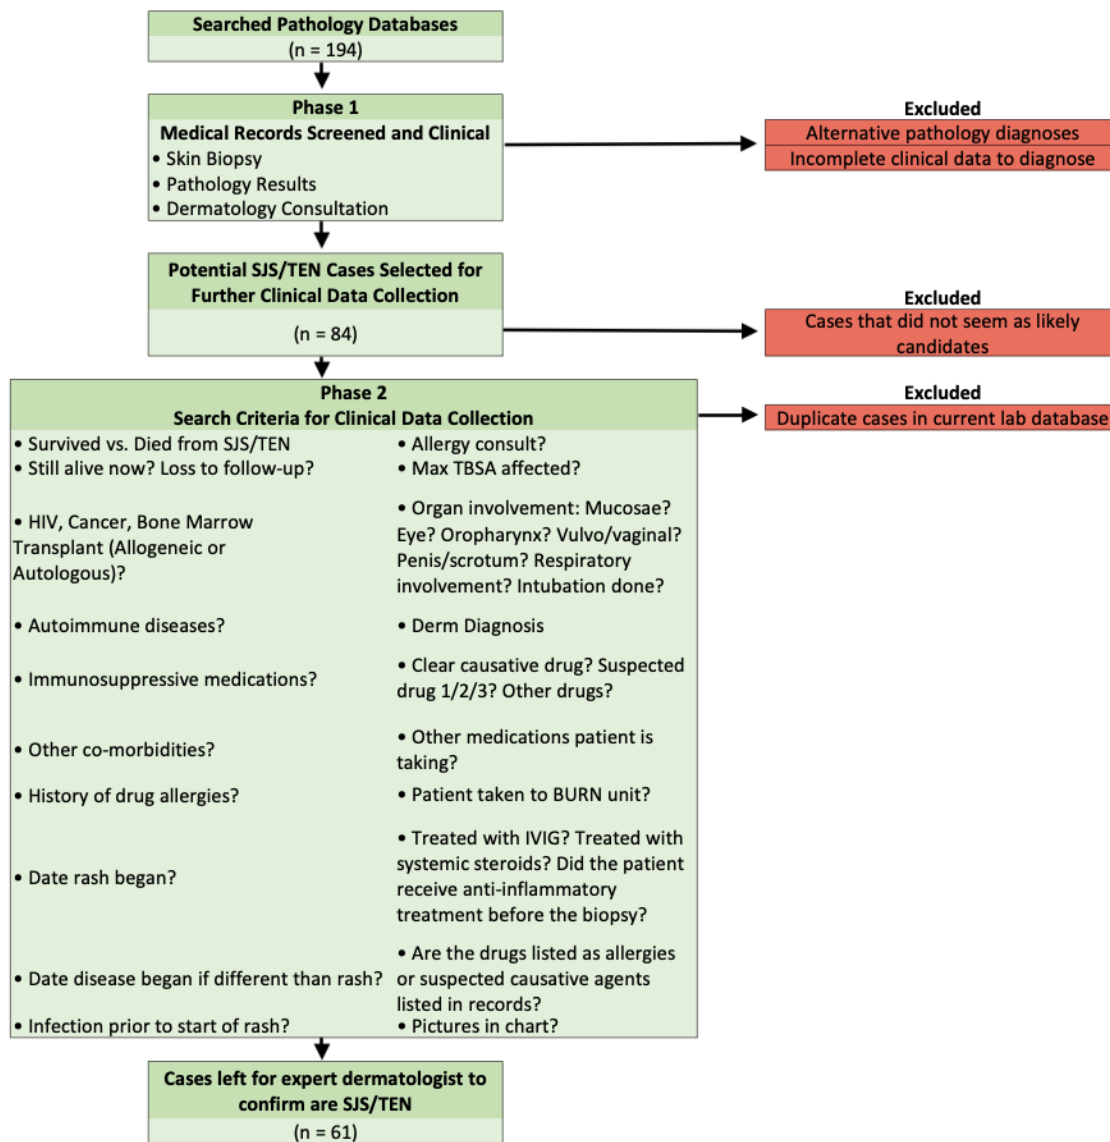 Searched Pathology Databases
(n = 194)
Phase 1
Medical Records Screened and Clinical
• Skin Biopsy
• Pathology Results
• Dermatology Consultation
Excluded
Alternative pathology diagnoses
Incomplete clinical data to diagnose
Potential SJS/TEN Cases Selected for
Further Clinical Data Collection
(n = 84)
Excluded
Cases that did not seem as likely
candidates
Phase 2
Search Criteria for Clinical Data Collection
Excluded
Duplicate cases in current lab database
• Survived vs. Died from SJS/TEN
• Allergy consult?
• Still alive now? Loss to follow-up?
• Max TBSA affected?
• HIV, Cancer, Bone Marrow
Transplant (Allogeneic or
Autologous)?
• Organ involvement: Mucosae?
Eye? Oropharynx? Vulvo/vaginal?
Penis/scrotum? Respiratory
involvement? Intubation done?
• Autoimmune diseases?
• Derm Diagnosis
• Immunosuppressive medications?
• Clear causative drug? Suspected
drug 1/2/3? Other drugs?
• Other co-morbidities?
• Other medications patient is
taking?
• History of drug allergies?
• Patient taken to BURN unit?
• Date rash began?
• Treated with IVIG? Treated with
systemic steroids? Did the patient
receive anti-inflammatory
treatment before the biopsy?
• Date disease began if different than rash?
• Are the drugs listed as allergies
or suspected causative agents
listed in records?
• Infection prior to start of rash?
• Pictures in chart?
Cases left for expert dermatologist to
confirm are SJS/TEN
(n = 61)